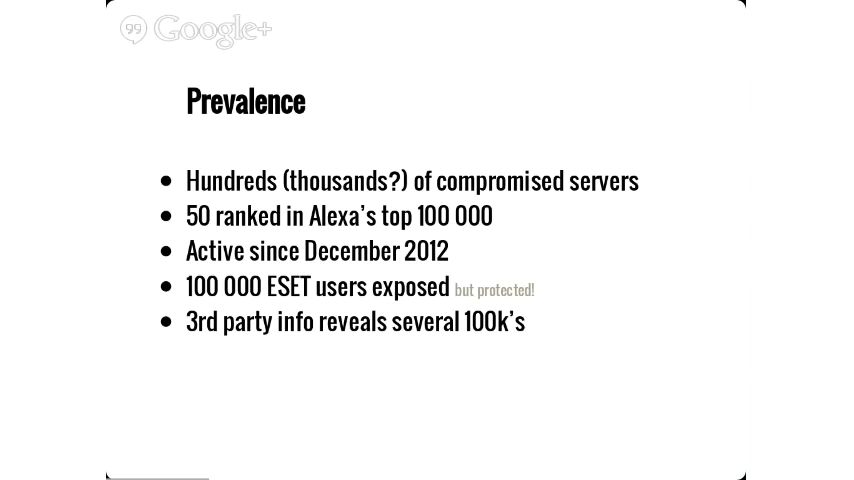 Google+
Prevalence
• Hundreds (thousands?) of compromised servers
• 50 ranked in Alexa's top 100 000
• Active since December 2012
• 100 000 ESET users exposed but protected!
• 3rd party info reveals several 100k's